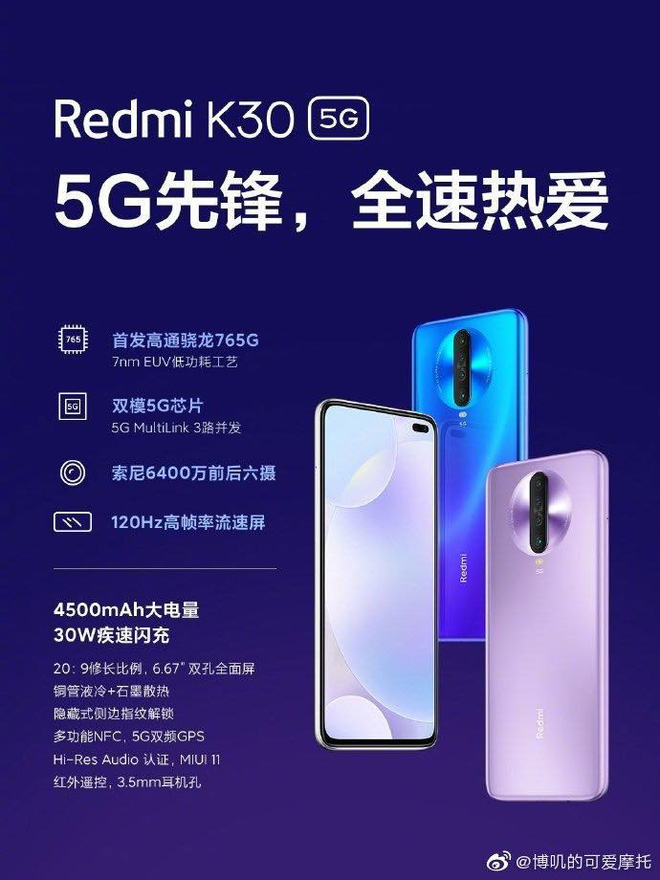 Redmi K30 5G
5G先锋，全速热爱
765
首发高通骁龙765G
7nm EUV低功耗工艺
5G
双模5G芯片
5G MultiLink 3路并发
索尼6400万前后六摄
120Hz高帧率流速屏
4500mAh大电量
30W疾速闪充
20：9修长比例，6.67" 双孔全面屏
铜管液冷+石墨散热
隐藏式侧边指纹解锁
多功能NFC，5G双频GPS
Hi-Res Audio 认证，MIUI 11
红外遥控，3.5mm耳机孔
5G
Redmi
5G
Redmi
@博叽的可爱摩托